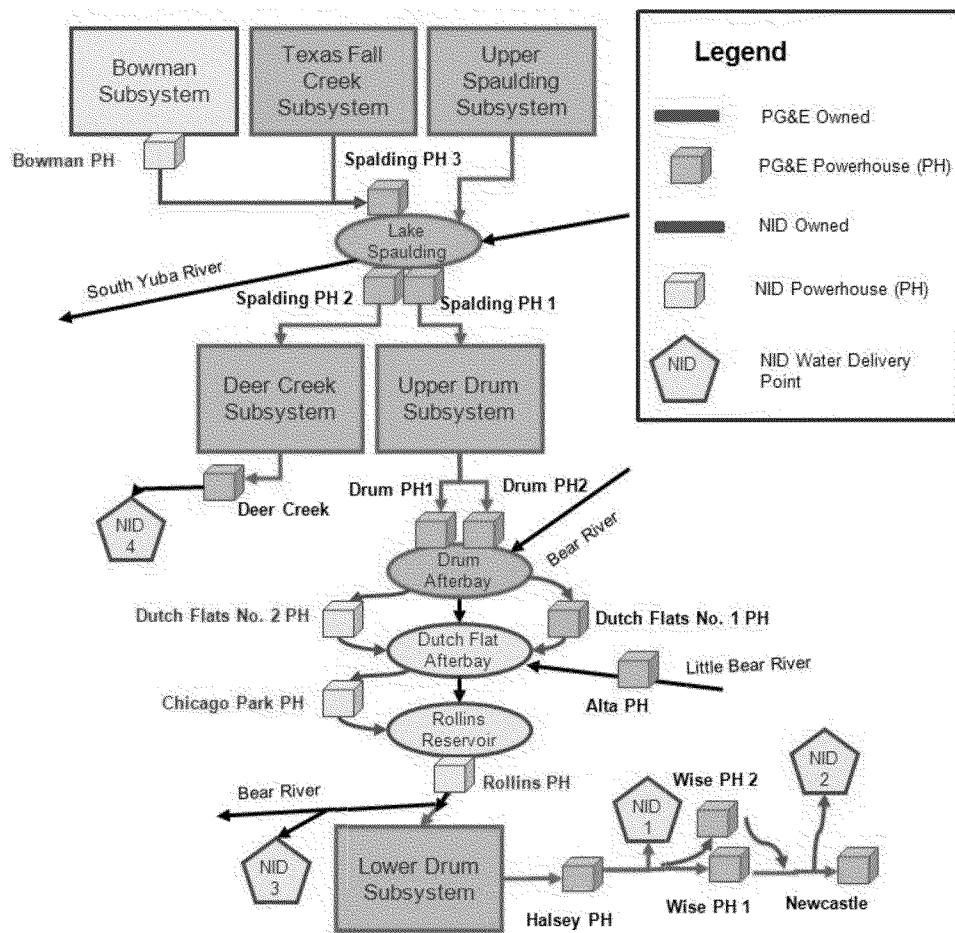 Bowman
Subsystem
Texas Fall
Creek
Subsystem
Upper
Spaulding
Subsystem
Legend
PG&E Owned
PG&E Powerhouse (PH)
NID Owned
NID Powerhouse (PH)
NID
NID Water Delivery
Point
Bowman PH
Spalding PH 3
Lake
Spaulding
South Yuba River
Spalding PH 2
Spalding PH 1
Deer Creek
Subsystem
Upper Drum
Subsystem
Drum PH1
Drum PH2
Deer Creek
NID
4
Bear River
Drum
Afterbay
Dutch Flats No. 2 PH
Dutch Flats No. 1 PH
Dutch Flat
Afterbay
Little Bear River
Alta PH
Chicago Park PH
Rollins
Reservoir
Rollins PH
Bear River
NID
3
Lower Drum
Subsystem
Halsey PH
NID
1
Wise PH 2
NID
2
Wise PH 1
Newcastle